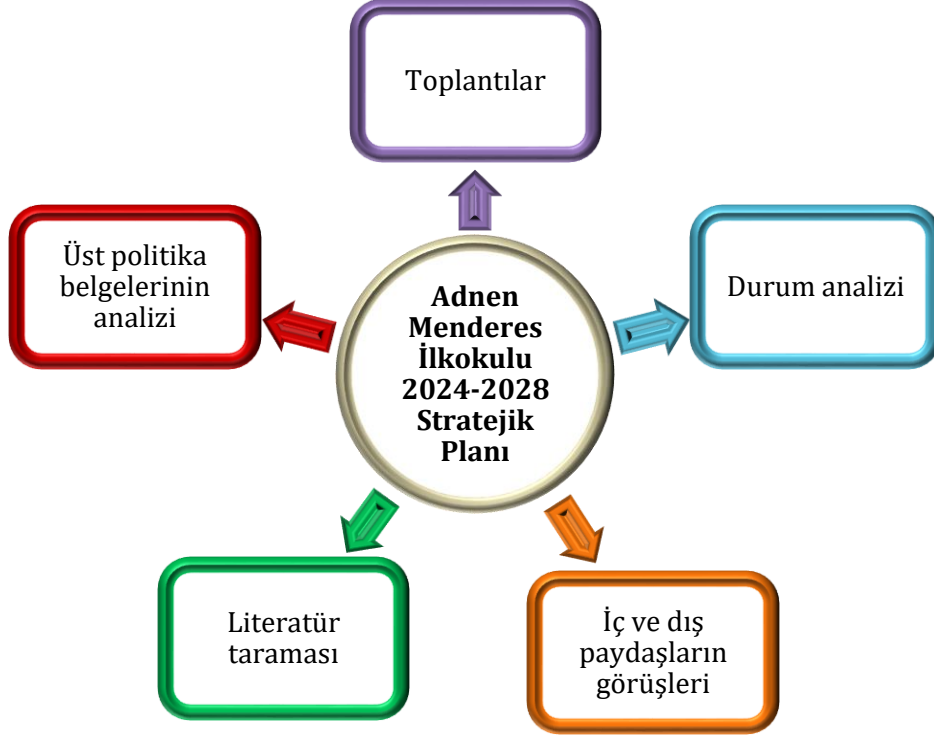 Toplantılar
Üst politika
belgelerinin
analizi
Durum analizi
Adnen
Menderes
İlkokulu
2024-2028
Stratejik
Planı
Literatür
taraması
İç ve dış
paydaşların
görüşleri